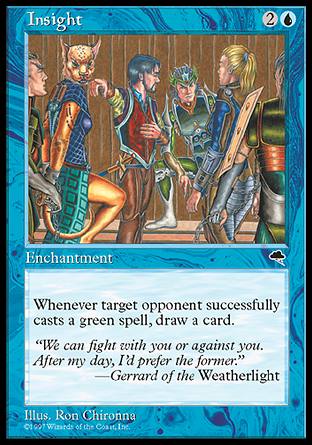 Insight 2
Enchantment
Whenever target opponent successfully
casts a green spell, draw a card.
“We can fight with you or against you.
After my day, I’d prefer the former.”
—Gerrard of the Weatherlight
Illus. Ron Chironna
©1997 Wizards of the Coast, Inc.